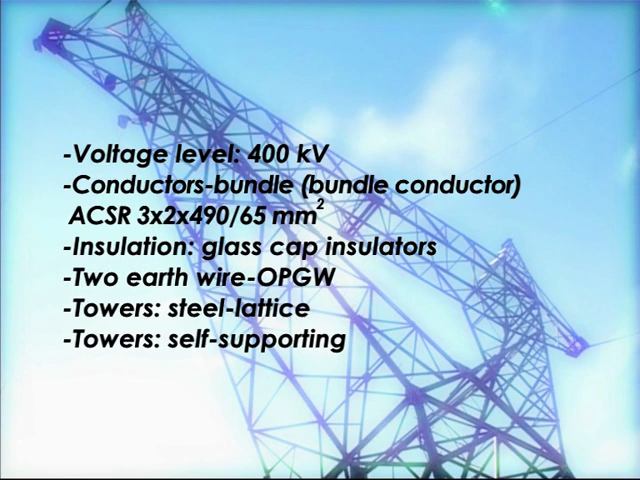 -Voltage level: 400 kV
-Conductors-bundle (bundle conductor)
ACSR 3x2x490/65 mm²
-Insulation: glass cap insulators
-Two earth wire-OPGW
-Towers: steel-lattice
-Towers: self-supporting